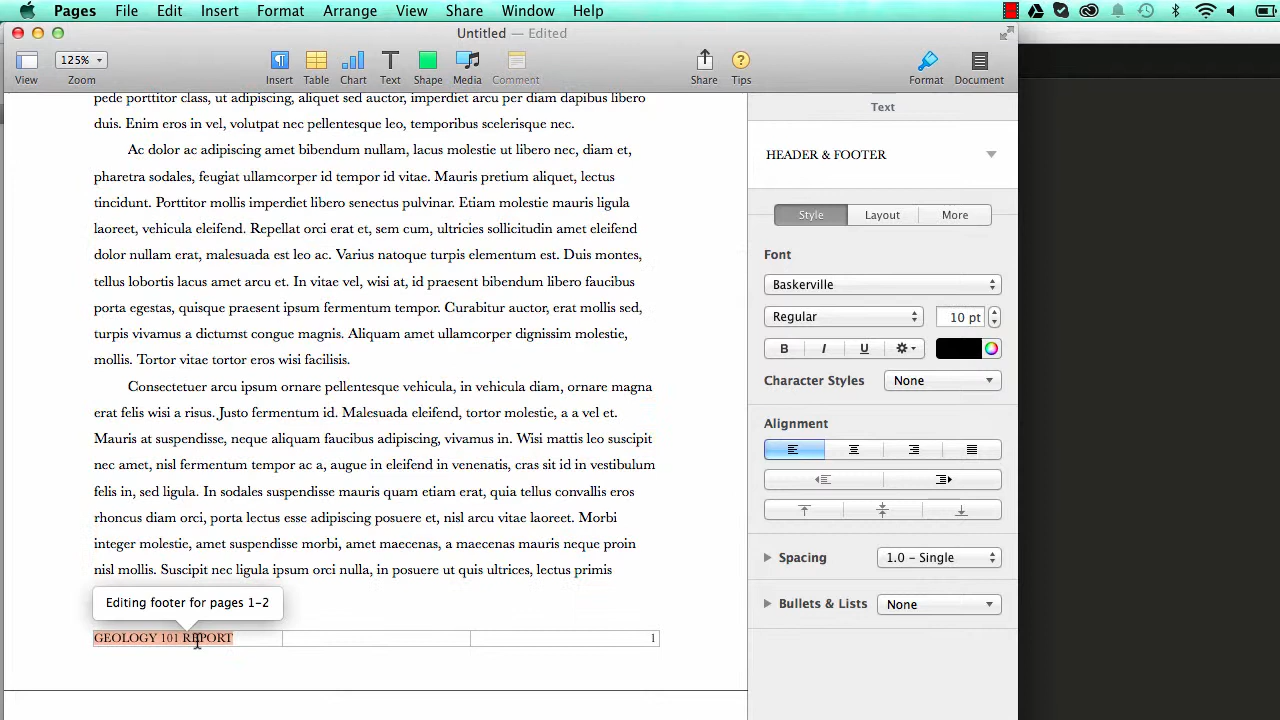 Pages File Edit Insert Format Arrange View Share Window Help
Untitled — Edited
125%
View Zoom Insert Table Chart Text Shape Media Comment Share Tips Format Document
pede porttitor class, ut adipiscing, aliquet sed auctor, imperdiet arcu per diam dapibus libero
duis. Enim eros in vel, volutpat nec pellentesque leo, temporibus scelerisque nec.
Ac dolor ac adipiscing amet bibendum nullam, lacus molestie ut libero nec, diam et,
pharetra sodales, feugiat ullamcorper id tempor id vitae. Mauris pretium aliquet, lectus
tincidunt. Porttitor mollis imperdiet libero senectus pulvinar. Etiam molestie mauris ligula
laoreet, vehicula eleifend. Repellat orci erat et, sem cum, ultricies sollicitudin amet eleifend
dolor nullam erat, malesuada est leo ac. Varius natoque turpis elementum est. Duis montes,
tellus lobortis lacus amet arcu et. In vitae vel, wisi at, id praesent bibendum libero faucibus
porta egestas, quisque praesent ipsum fermentum tempor. Curabitur auctor, erat mollis sed,
turpis vivamus a dictumst congue magnis. Aliquam amet ullamcorper dignissim molestie,
mollis. Tortor vitae tortor eros wisi facilisis.
Consectetuer arcu ipsum ornare pellentesque vehicula, in vehicula diam, ornare magna
erat felis wisi a risus. Justo fermentum id. Malesuada eleifend, tortor molestie, a a vel et.
Mauris at suspendisse, neque aliquam faucibus adipiscing, vivamus in. Wisi mattis leo suscipit
nec amet, nisl fermentum tempor ac a, augue in eleifend in venenatis, cras sit id in vestibulum
felis in, sed ligula. In sodales suspendisse mauris quam etiam erat, quia tellus convallis eros
rhoncus diam orci, porta lectus esse adipiscing posuere et, nisl arcu vitae laoreet. Morbi
integer molestie, amet suspendisse morbi, amet maecenas, a maecenas mauris neque proin
nisl mollis. Suscipit nec ligula ipsum orci nulla, in posuere ut quis ultrices, lectus primis
Editing footer for pages 1–2
GEOLOGY 101 REPORT 1
Text
HEADER & FOOTER
Style Layout More
Font
Baskerville
Regular 10 pt
B I U
Character Styles None
Alignment
Spacing 1.0 – Single
Bullets & Lists None